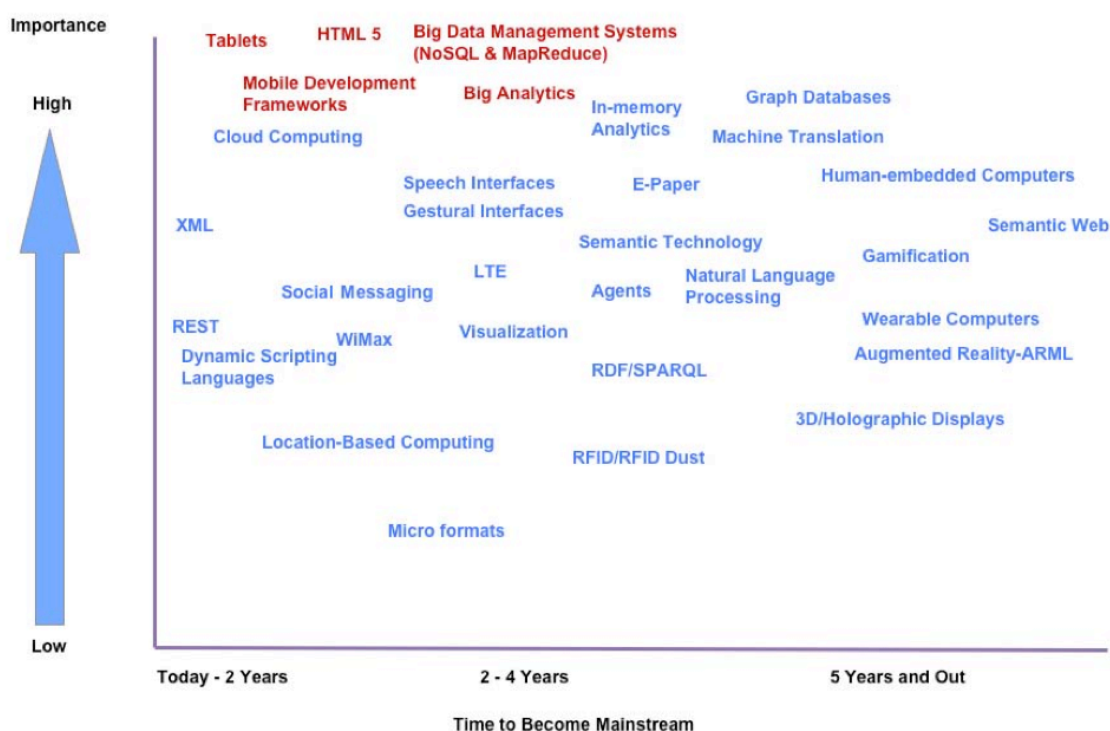 Importance
Tablets
HTML 5
Big Data Management Systems
(NoSQL & MapReduce)
High
Mobile Development
Frameworks
Big Analytics
In-memory
Analytics
Graph Databases
Cloud Computing
Machine Translation
Speech Interfaces
E-Paper
Human-embedded Computers
Gestural Interfaces
XML
Semantic Web
Semantic Technology
Gamification
LTE
Natural Language
Processing
Social Messaging
Agents
REST
WiMax
Visualization
Wearable Computers
Dynamic Scripting
Languages
Augmented Reality-ARML
RDF/SPARQL
3D/Holographic Displays
Location-Based Computing
RFID/RFID Dust
Micro formats
Low
Today - 2 Years
2 - 4 Years
5 Years and Out
Time to Become Mainstream